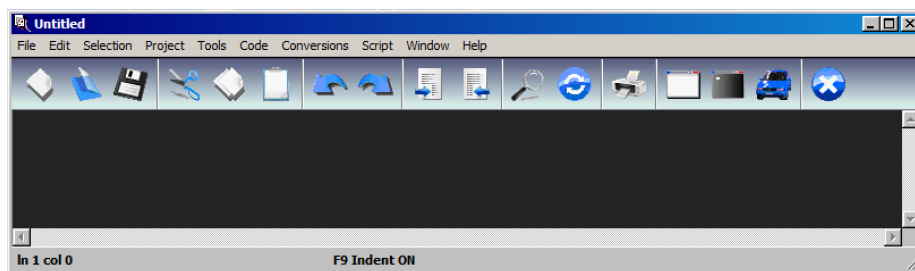 Untitled
File Edit Selection Project Tools Code Conversions Script Window Help
ln 1 col 0 F9 Indent ON